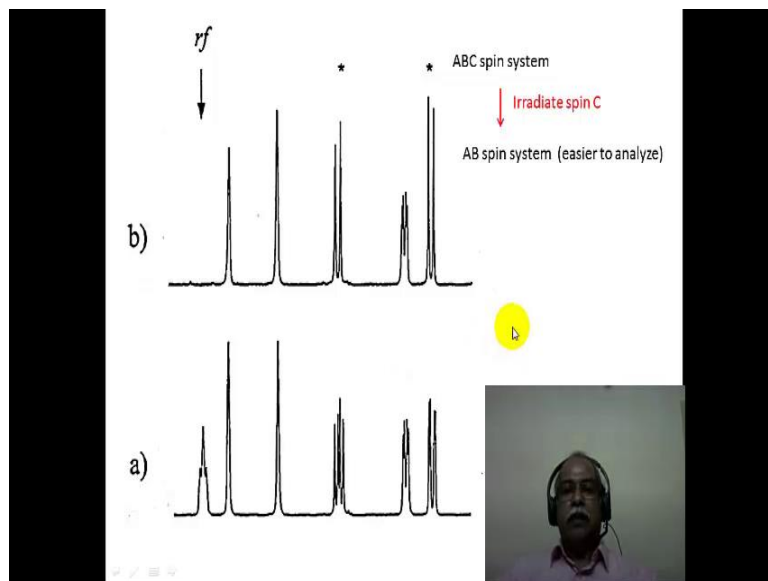 rf
* * ABC spin system
Irradiate spin C
AB spin system (easier to analyze)
b)
a)